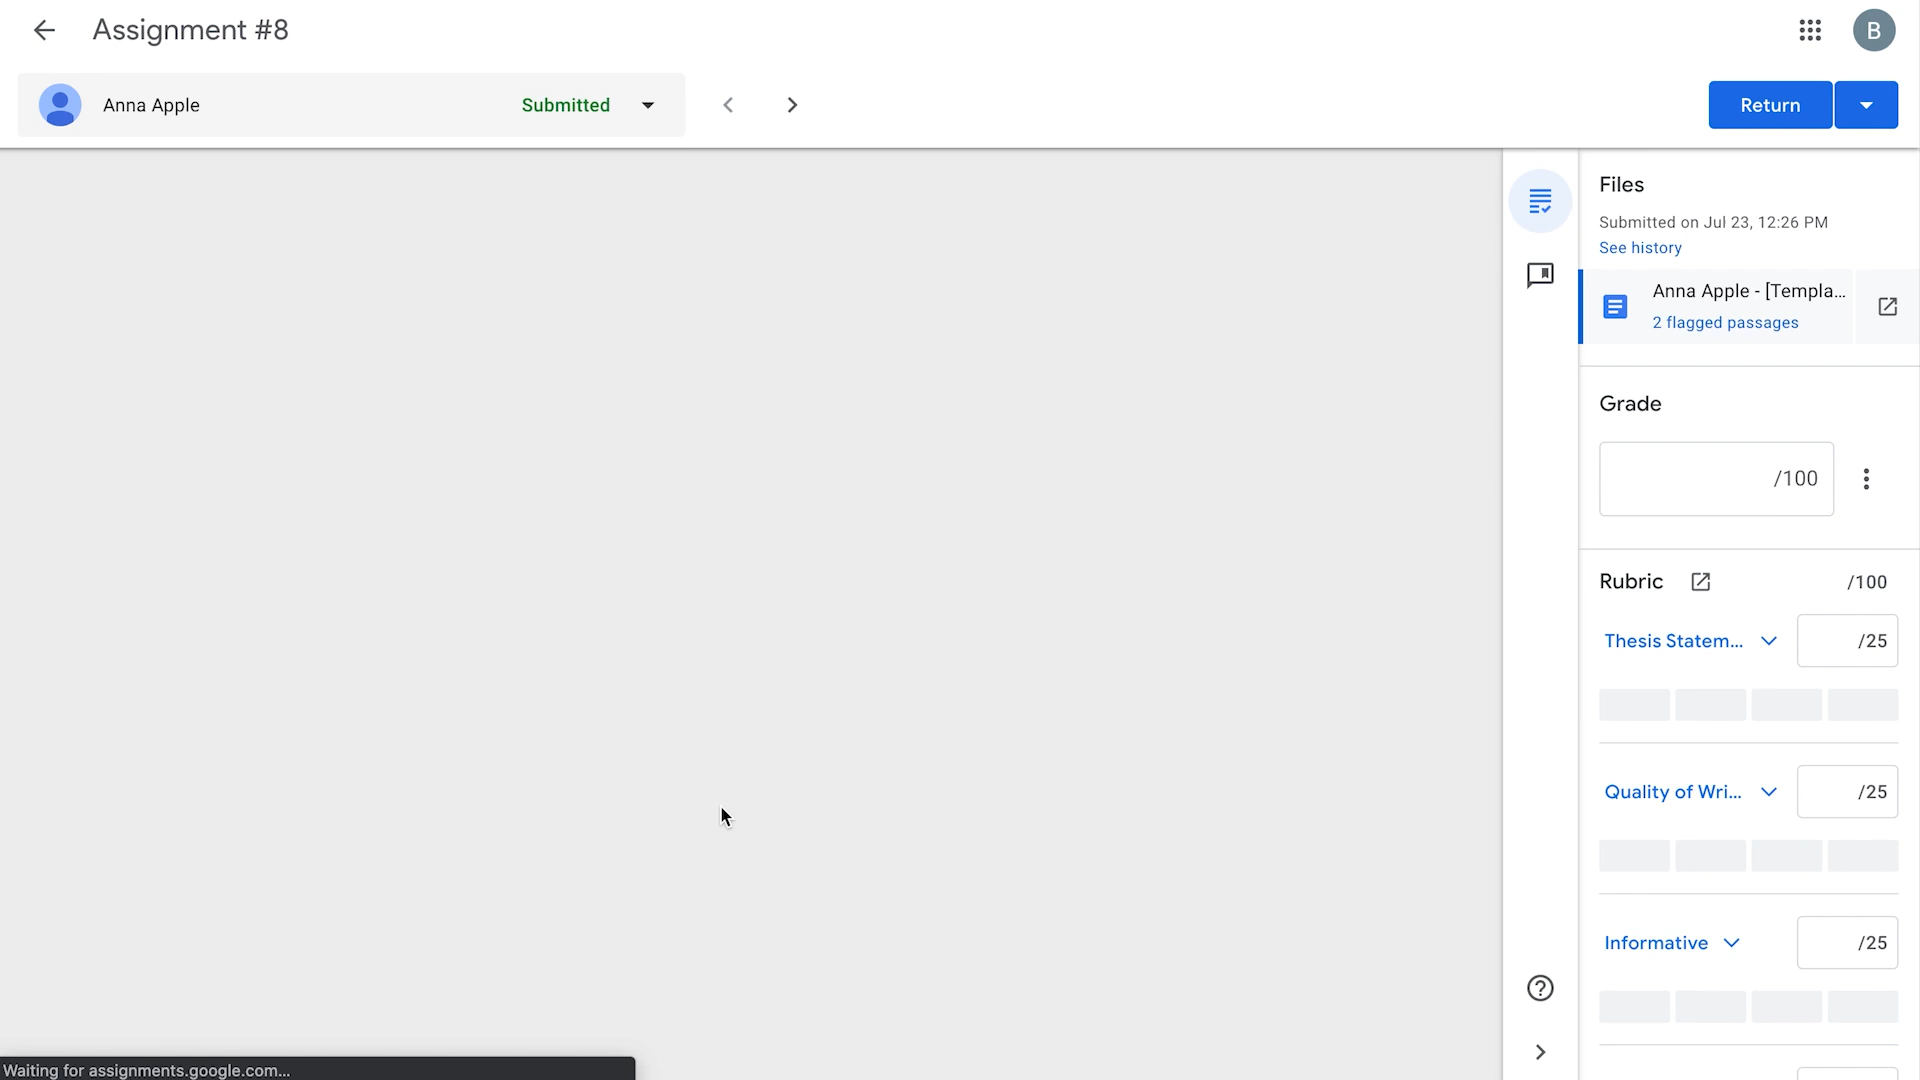 Assignment #8
B
Anna Apple
Submitted
Return
Files
Submitted on Jul 23, 12:26 PM
See history
Anna Apple - [Templa...
2 flagged passages
Grade
/100
Rubric
/100
Thesis Statem...
/25
Quality of Wri...
/25
Informative
/25
Waiting for assignments.google.com...